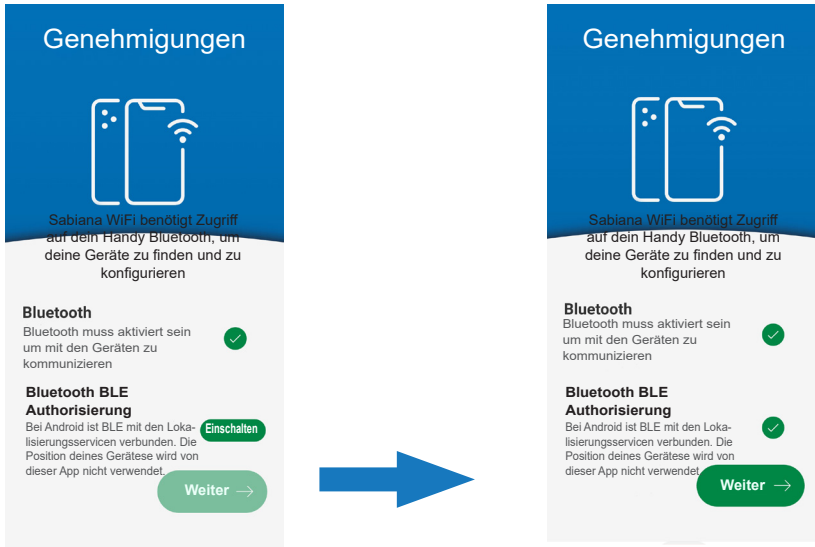 Genehmigungen
Sabiana WiFi benötigt Zugriff
auf dein Handy Bluetooth, um
deine Geräte zu finden und zu
konfigurieren
Bluetooth
Bluetooth muss aktiviert sein
um mit den Geräten zu
kommunizieren
Bluetooth BLE
Authorisierung
Bei Android ist BLE mit den Loka-
lisierungsservicen verbunden. Die
Position deines Gerätese wird von
dieser App nicht verwendet.
Einschalten
Weiter
Genehmigungen
Sabiana WiFi benötigt Zugriff
auf dein Handy Bluetooth, um
deine Geräte zu finden und zu
konfigurieren
Bluetooth
Bluetooth muss aktiviert sein
um mit den Geräten zu
kommunizieren
Bluetooth BLE
Authorisierung
Bei Android ist BLE mit den Loka-
lisierungsservicen verbunden. Die
Position deines Gerätese wird von
dieser App nicht verwendet
Weiter